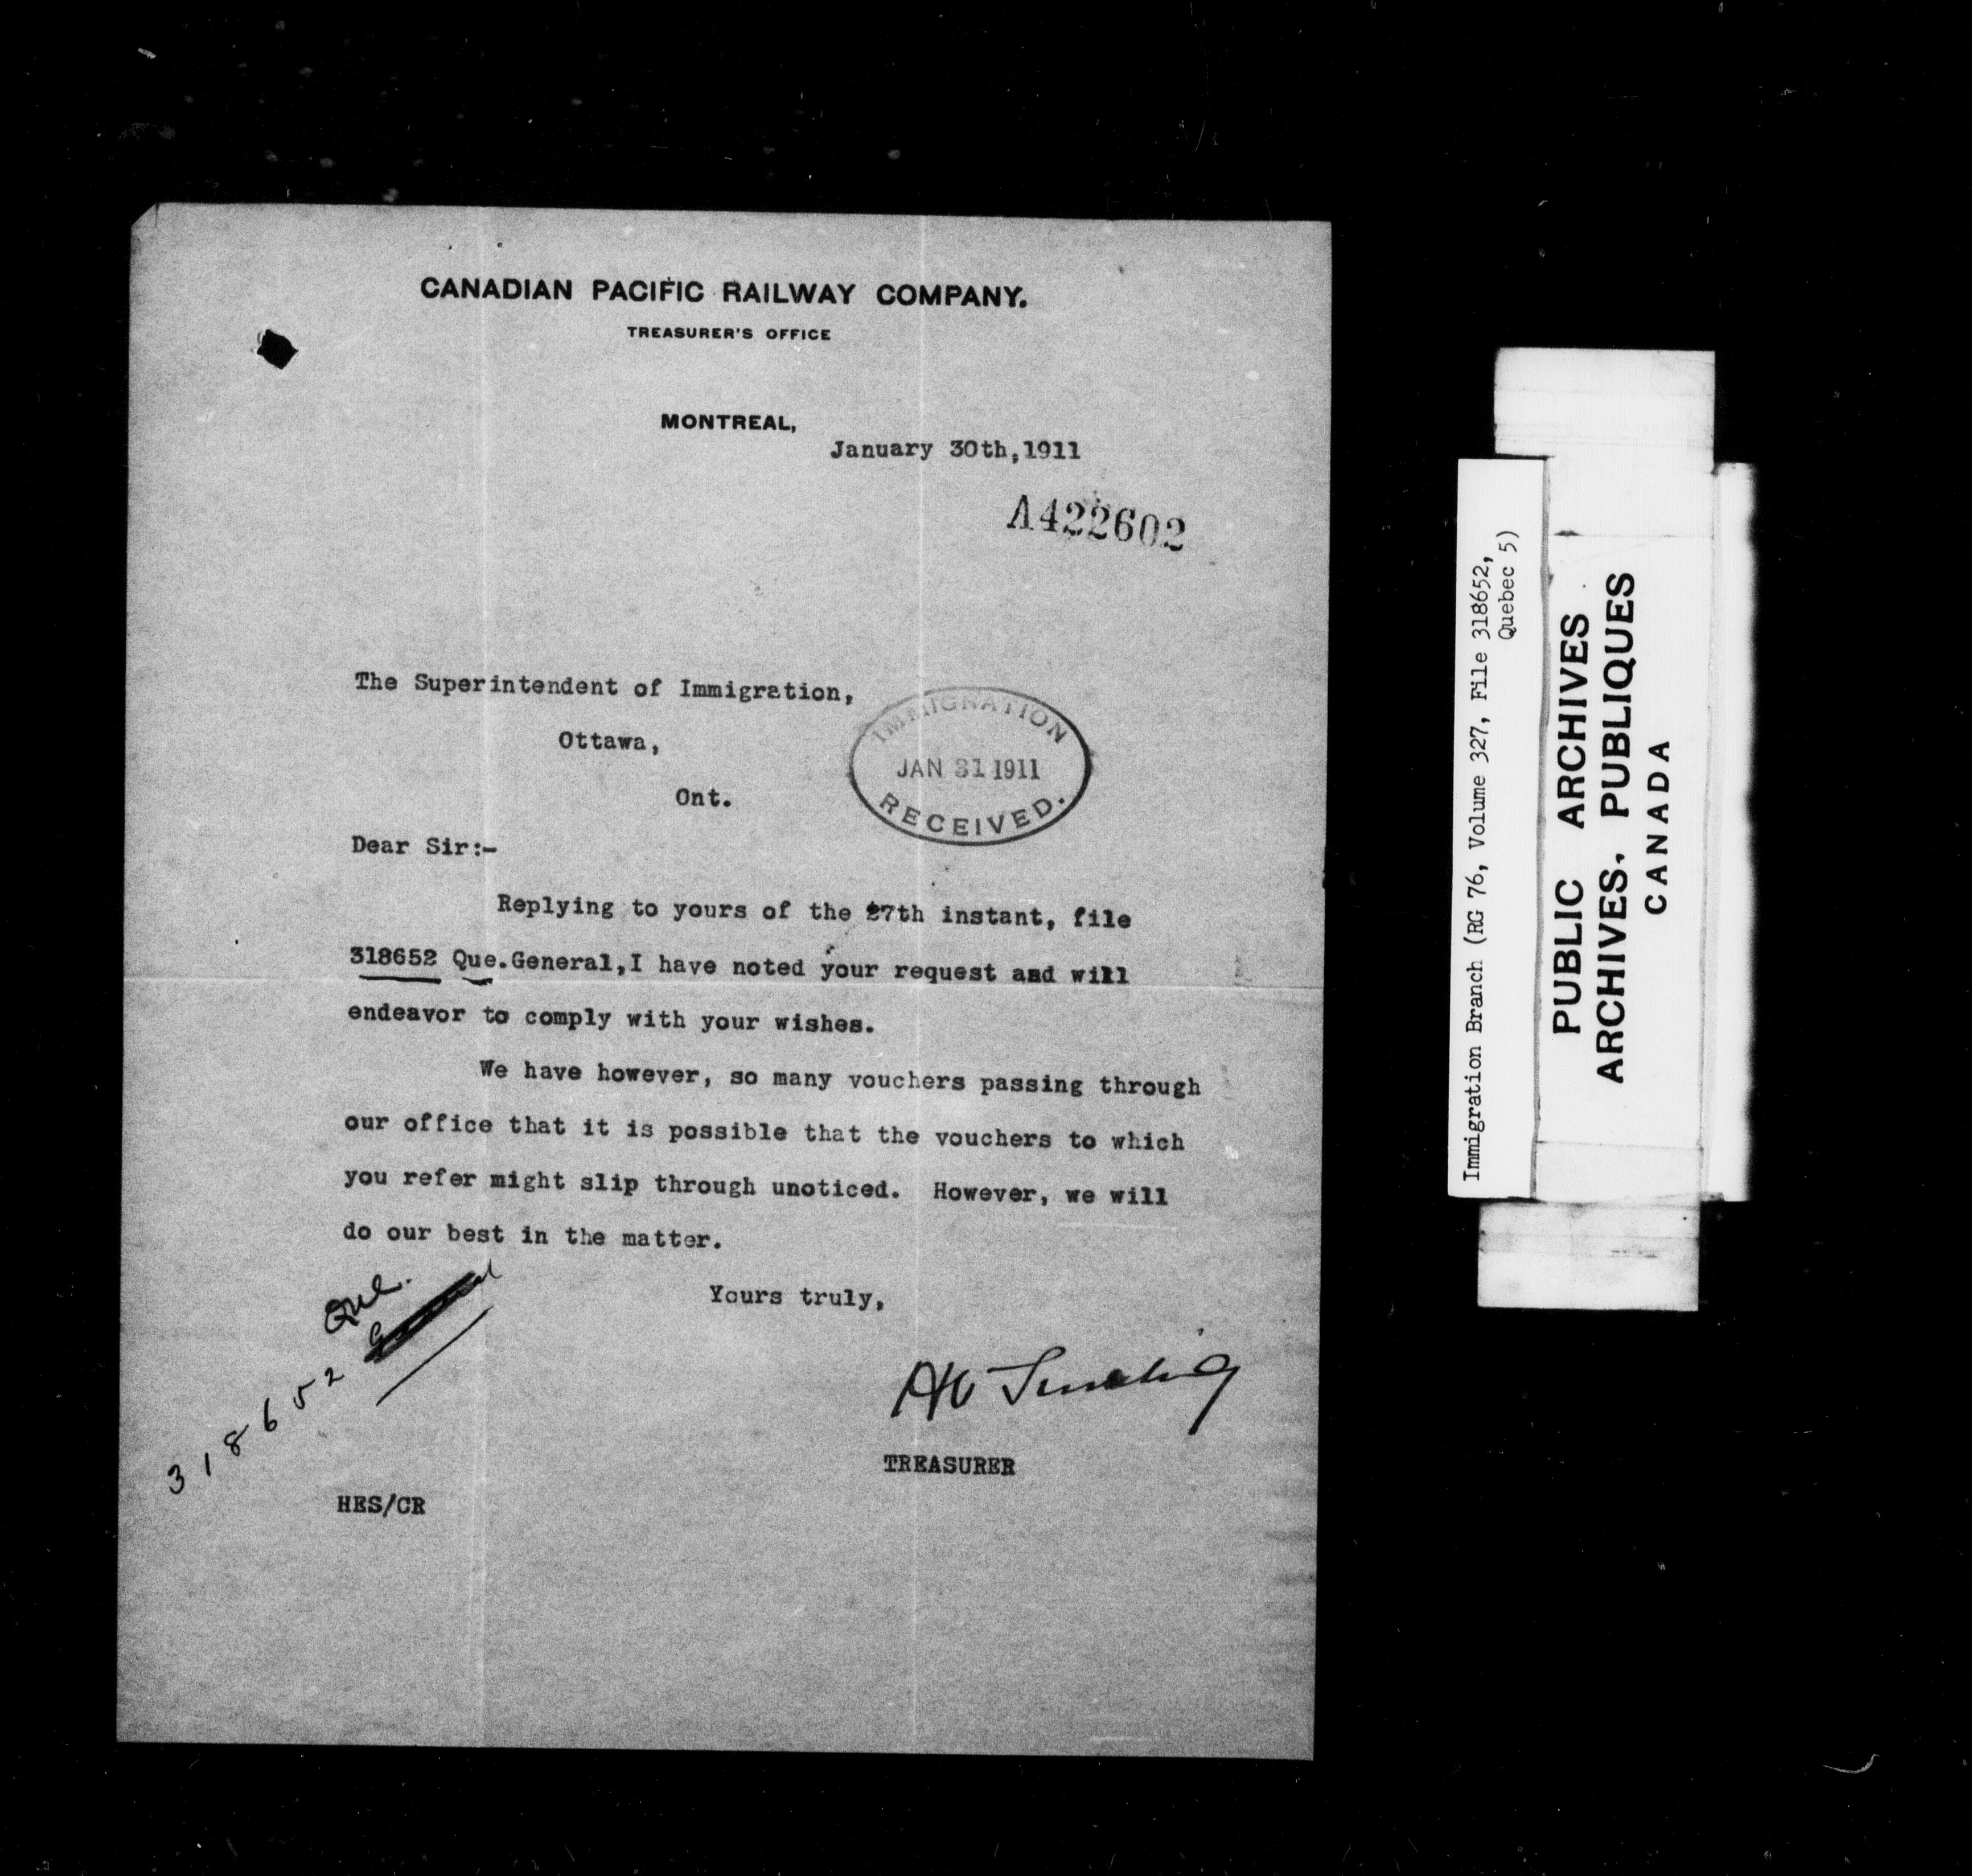 CANADIAN PACIFIC RAILWAY COMPANY.
TREASURER'S OFFICE
MONTREAL,
January 30th,1911
A422602
The Superintendent of Immigration,
Ottawa,
Ont.
IMMIGRATION
JAN 31 1911
RECEIVED.
Dear Sir:-
Replying to yours of the 27th instant, file
318652 Que.General,I have noted your request and will
endeavor to comply with your wishes.
We have however, so many vouchers passing through
our office that it is possible that the vouchers to which
you refer might slip through unoticed. However, we will
do our best in the matter.
Yours truly,
TREASURER
Que.
318652
HES/CR
Immigration Branch (RG 76, Volume 327, File 318652,
Quebec 5)
PUBLIC ARCHIVES
ARCHIVES. PUBLIQUES
CANADA